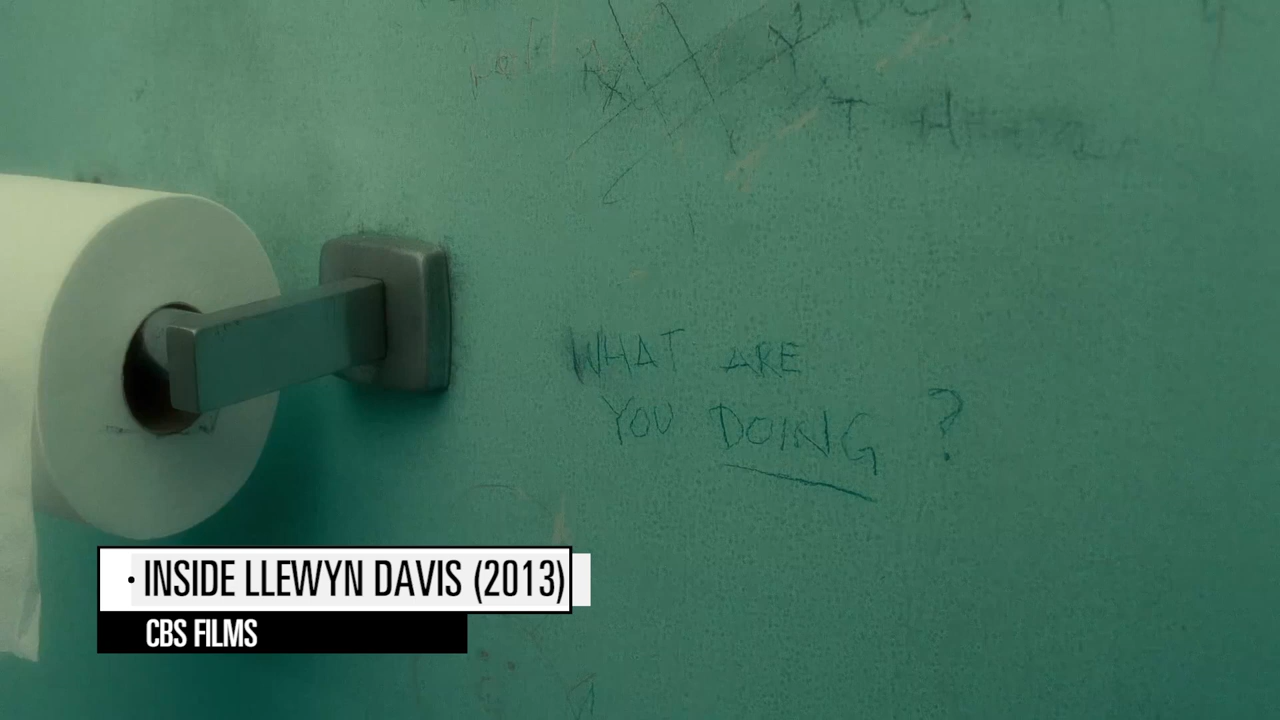 WHAT ARE
YOU DOING ?
• INSIDE LLEWYN DAVIS (2013)
CBS FILMS